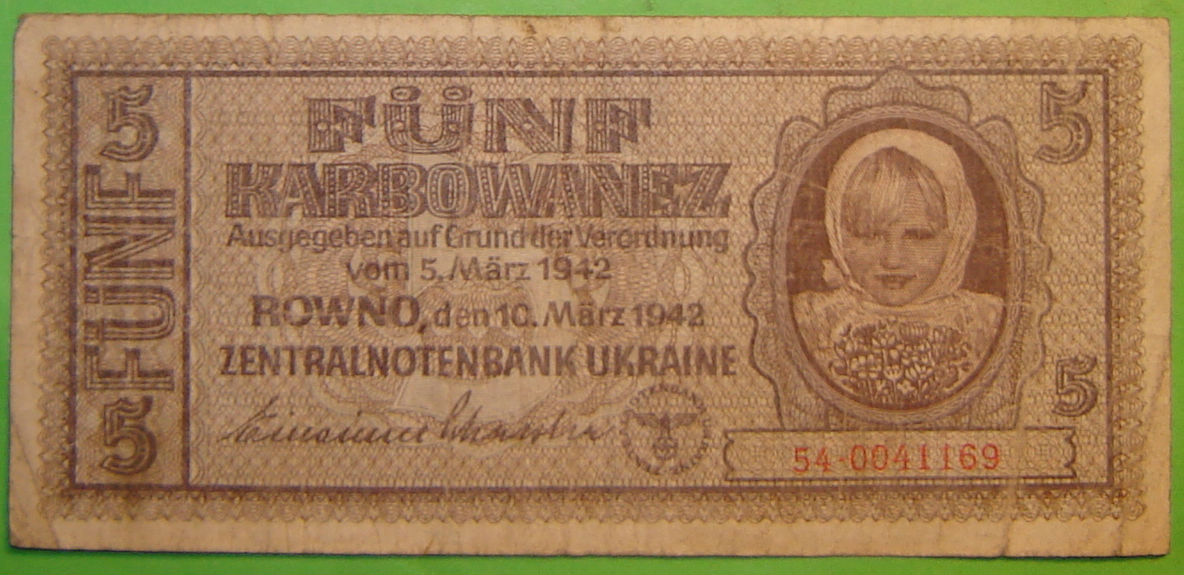 5 FÜNF 5
FÜNF
KARBOWANEZ
Ausgegeben auf Grund der Verordnung
vom 5. März 1942
ROWNO, den 10. März 1942
ZENTRALNOTENBANK UKRAINE
5
5
54-0041169